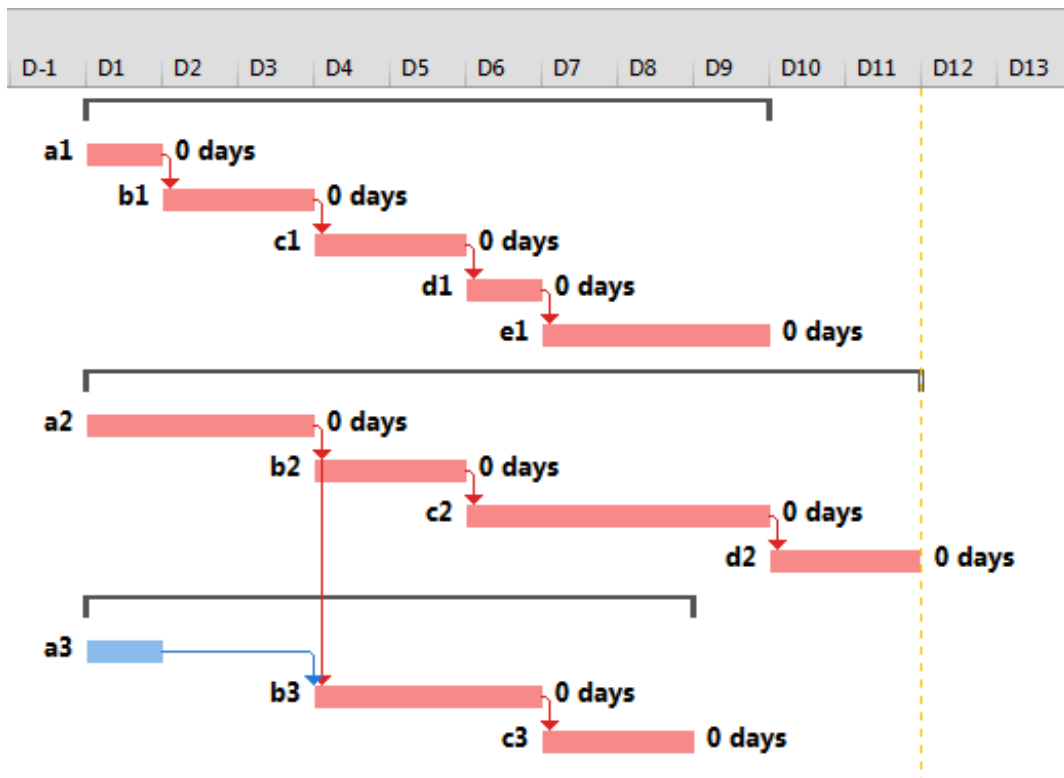 D-1 D1 D2 D3 D4 D5 D6 D7 D8 D9 D10 D11 D12 D13
a1 0 days
b1 0 days
c1 0 days
d1 0 days
e1 0 days
a2 0 days
b2 0 days
c2 0 days
d2 0 days
a3
b3 0 days
c3 0 days